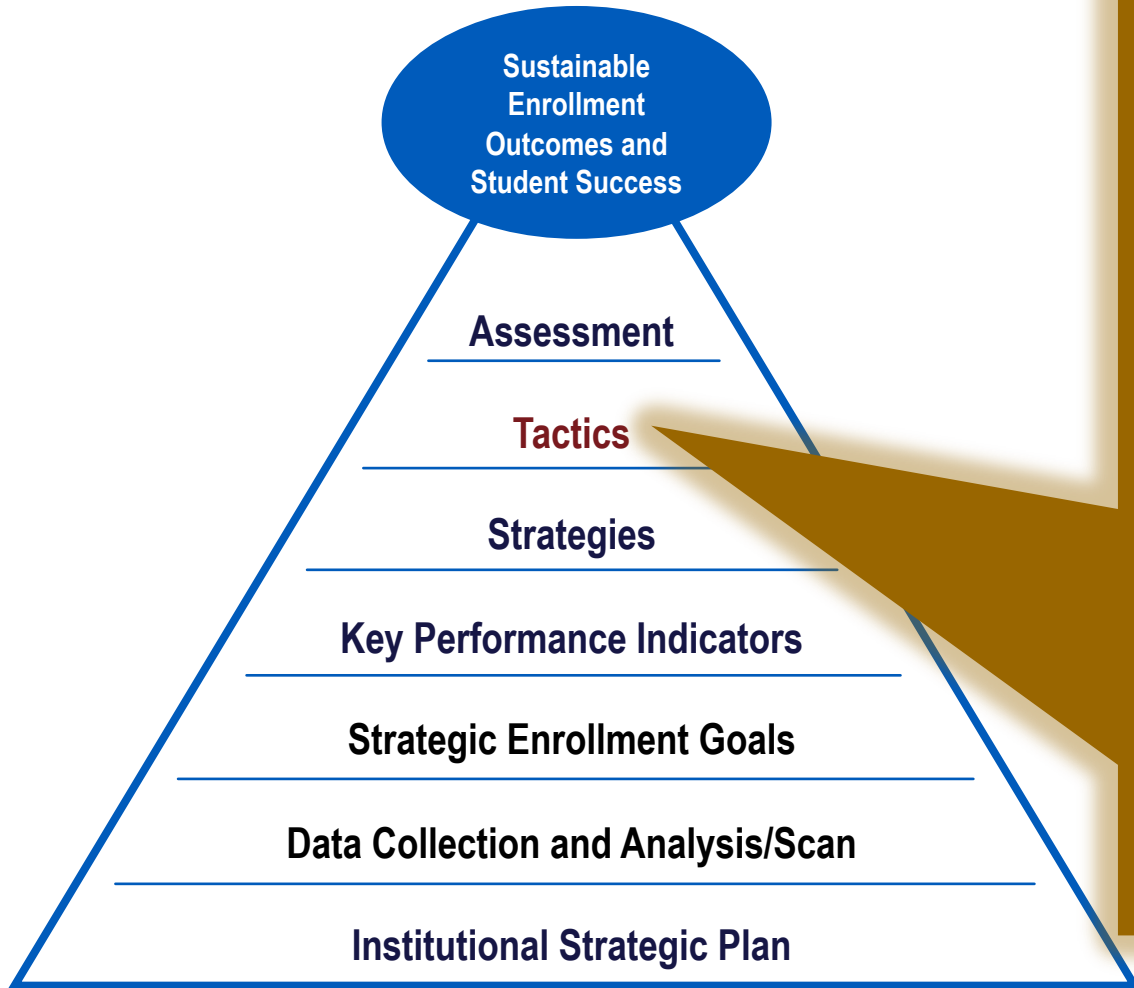 Sustainable
Enrollment
Outcomes and
Student Success
Assessment
Tactics
Strategies
Key Performance Indicators
Strategic Enrollment Goals
Data Collection and Analysis/Scan
Institutional Strategic Plan